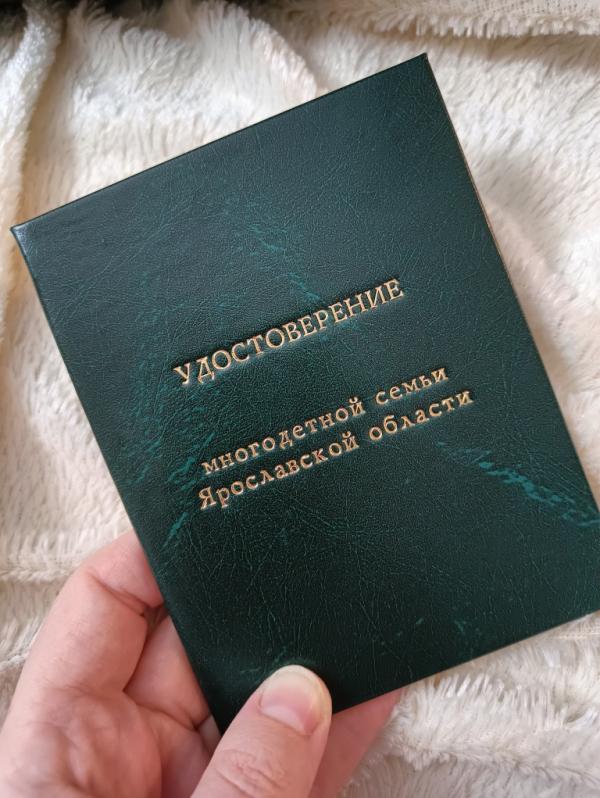 УДОСТОВЕРЕНИЕ
многодетной семьи
Ярославской области